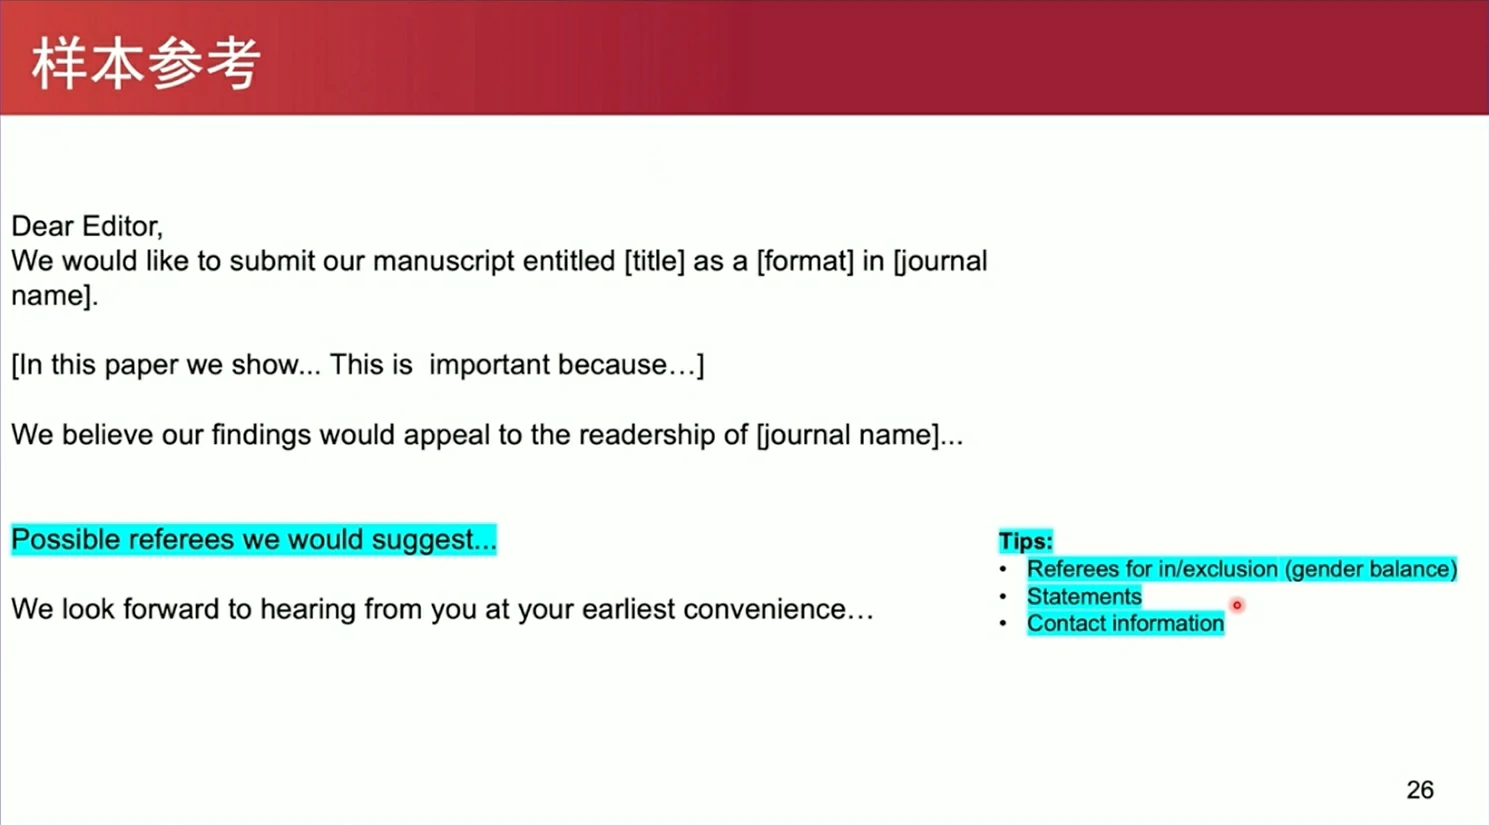 样本参考
Dear Editor,
We would like to submit our manuscript entitled [title] as a [format] in [journal
name].
[In this paper we show... This is  important because…]
We believe our findings would appeal to the readership of [journal name]...
Possible referees we would suggest...
We look forward to hearing from you at your earliest convenience…
Tips:
• Referees for in/exclusion (gender balance)
• Statements
• Contact information
26